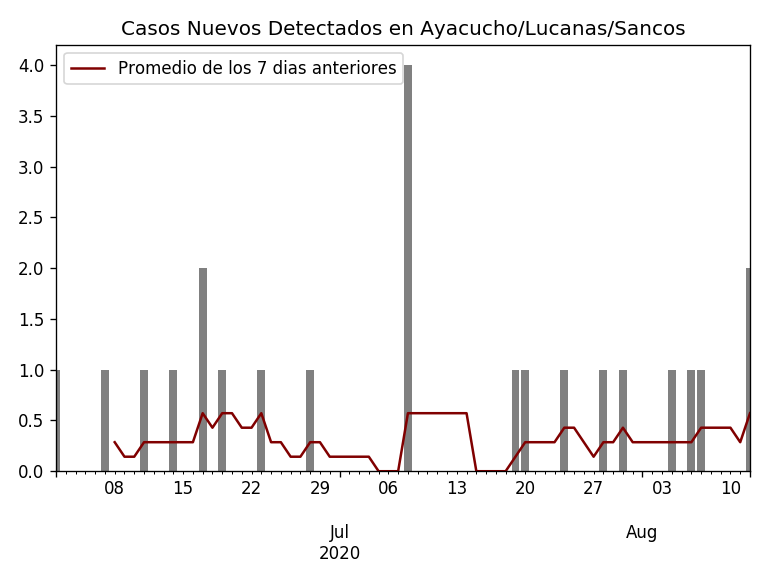 Casos Nuevos Detectados en Ayacucho/Lucanas/Sancos
Promedio de los 7 dias anteriores
4.0
3.5
3.0
2.5
2.0
1.5
1.0
0.5
0.0
08 15 22 29 06 13 20 27 03 10
Jul Aug
2020